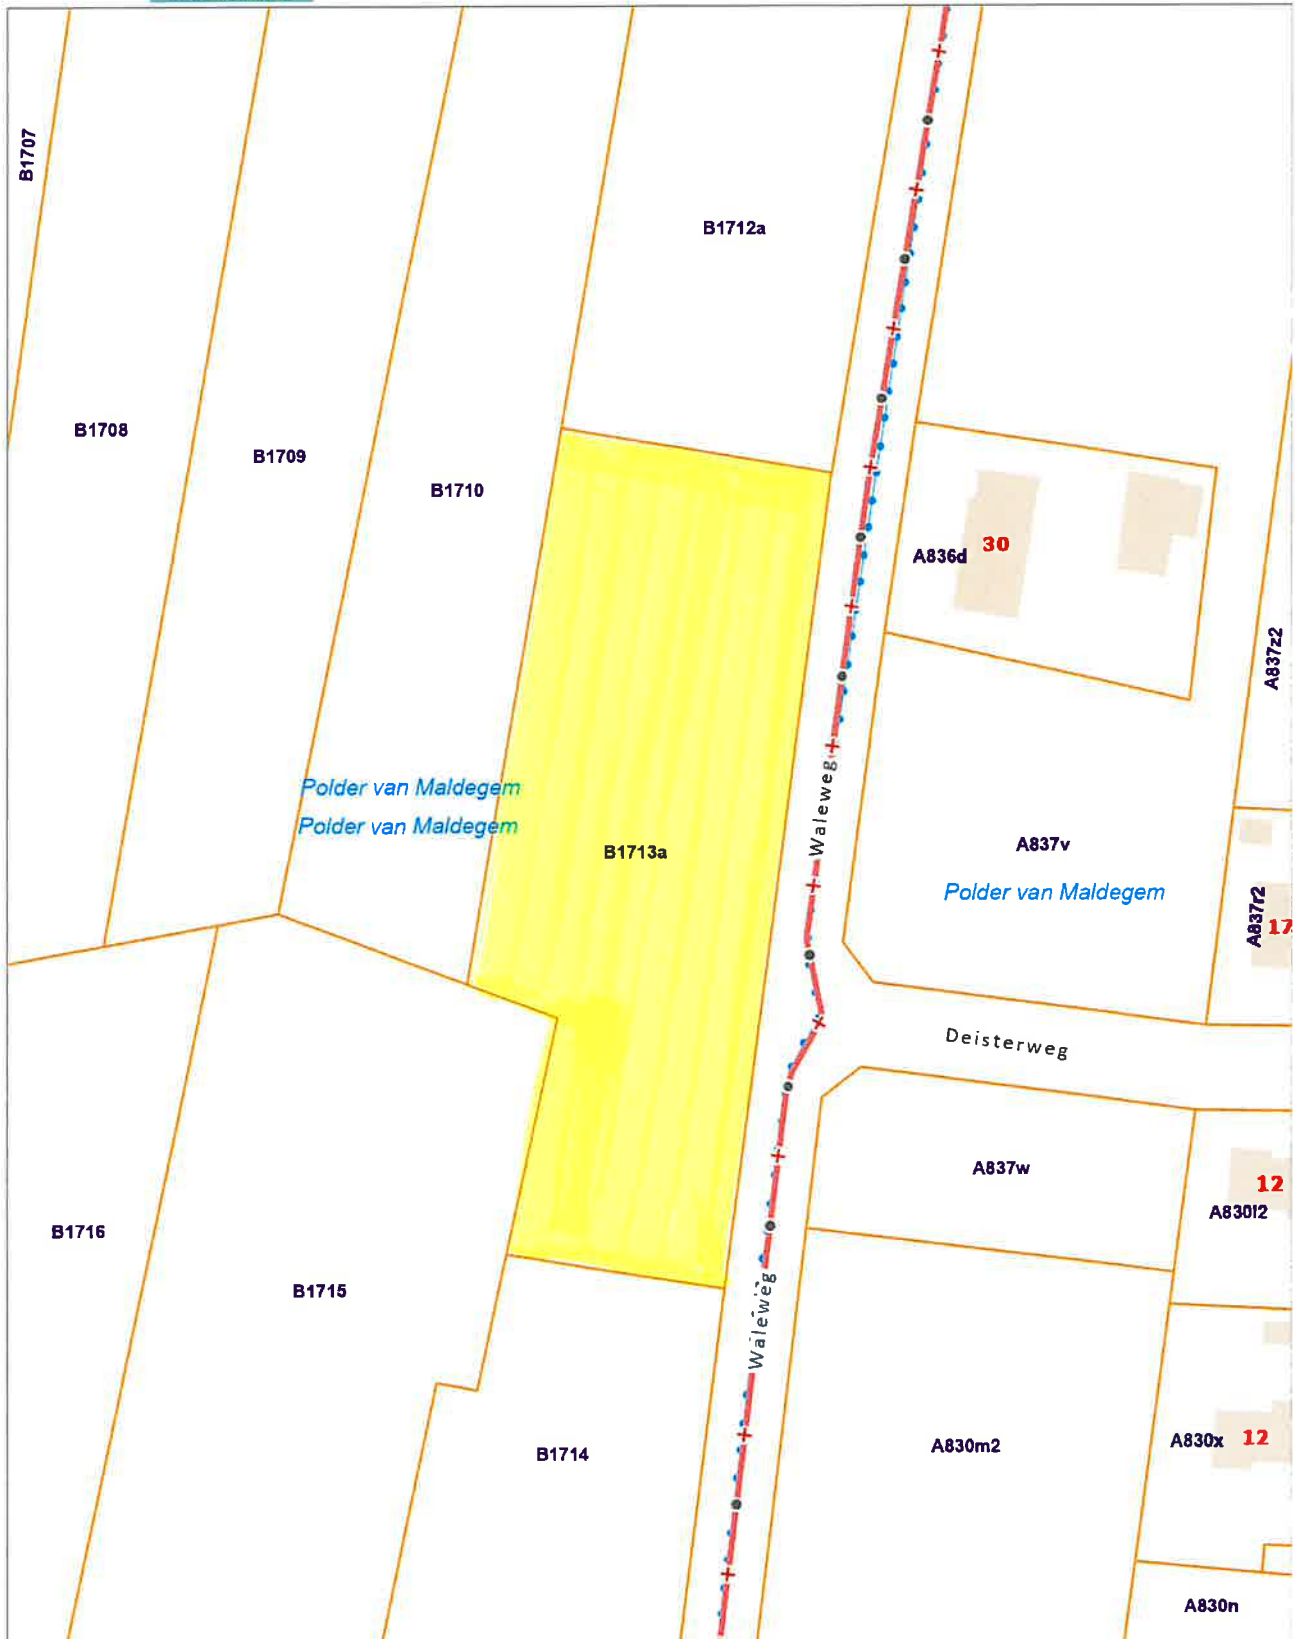 B1707
B1712a
B1708
B1709
B1710
A836d 30
A837z2
Polder van Maldegem
Polder van Maldegem
Waleweg
B1713a
A837v
Polder van Maldegem
A837r2
17
Deisterweg
A837w
12
A830l2
B1716
B1715
Waleweg
B1714
A830m2
A830x 12
A830n